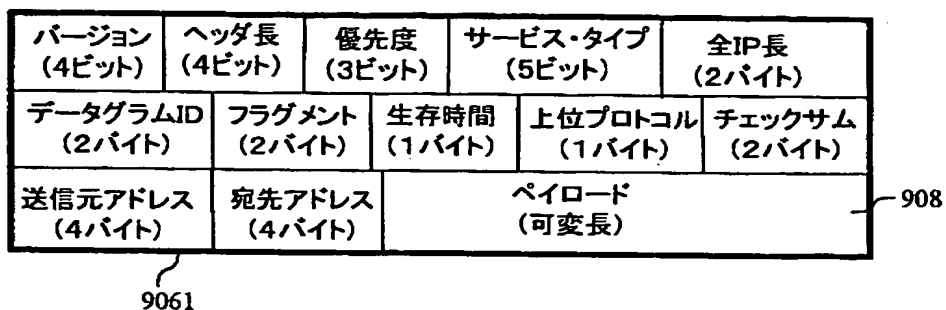 バージョン ヘッダ長 優先度 サービス・タイプ 全IP長
(4ビット) (4ビット) (3ビット) (5ビット) (2バイト)
データグラムID フラグメント 生存時間 上位プロトコル チェックサム
(2バイト) (2バイト) (1バイト) (1バイト) (2バイト)
送信元アドレス 宛先アドレス ペイロード
(4バイト) (4バイト) (可変長)
908
9061